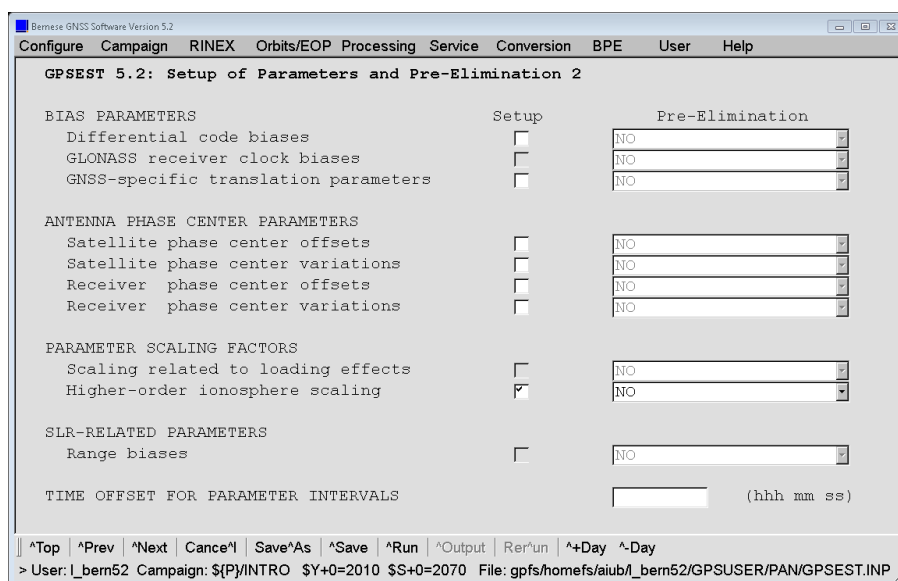 Bernese GNSS Software Version 5.2
Configure Campaign RINEX Orbits/EOP Processing Service Conversion BPE User Help
GPSEST 5.2: Setup of Parameters and Pre-Elimination 2
BIAS PARAMETERS Setup Pre-Elimination
Differential code biases NO
GLONASS receiver clock biases NO
GNSS-specific translation parameters NO
ANTENNA PHASE CENTER PARAMETERS
Satellite phase center offsets NO
Satellite phase center variations NO
Receiver phase center offsets NO
Receiver phase center variations NO
PARAMETER SCALING FACTORS
Scaling related to loading effects NO
Higher-order ionosphere scaling NO
SLR-RELATED PARAMETERS
Range biases NO
TIME OFFSET FOR PARAMETER INTERVALS (hhh mm ss)
^Top ^Prev ^Next Cance^l Save^As ^Save ^Run ^Output Rer^un ^+Day ^-Day
> User: l_bern52 Campaign: ${P}/INTRO $Y+0=2010 $S+0=2070 File: gpfs/homefs/aiub/l_bern52/GPSUSER/PAN/GPSEST.INP